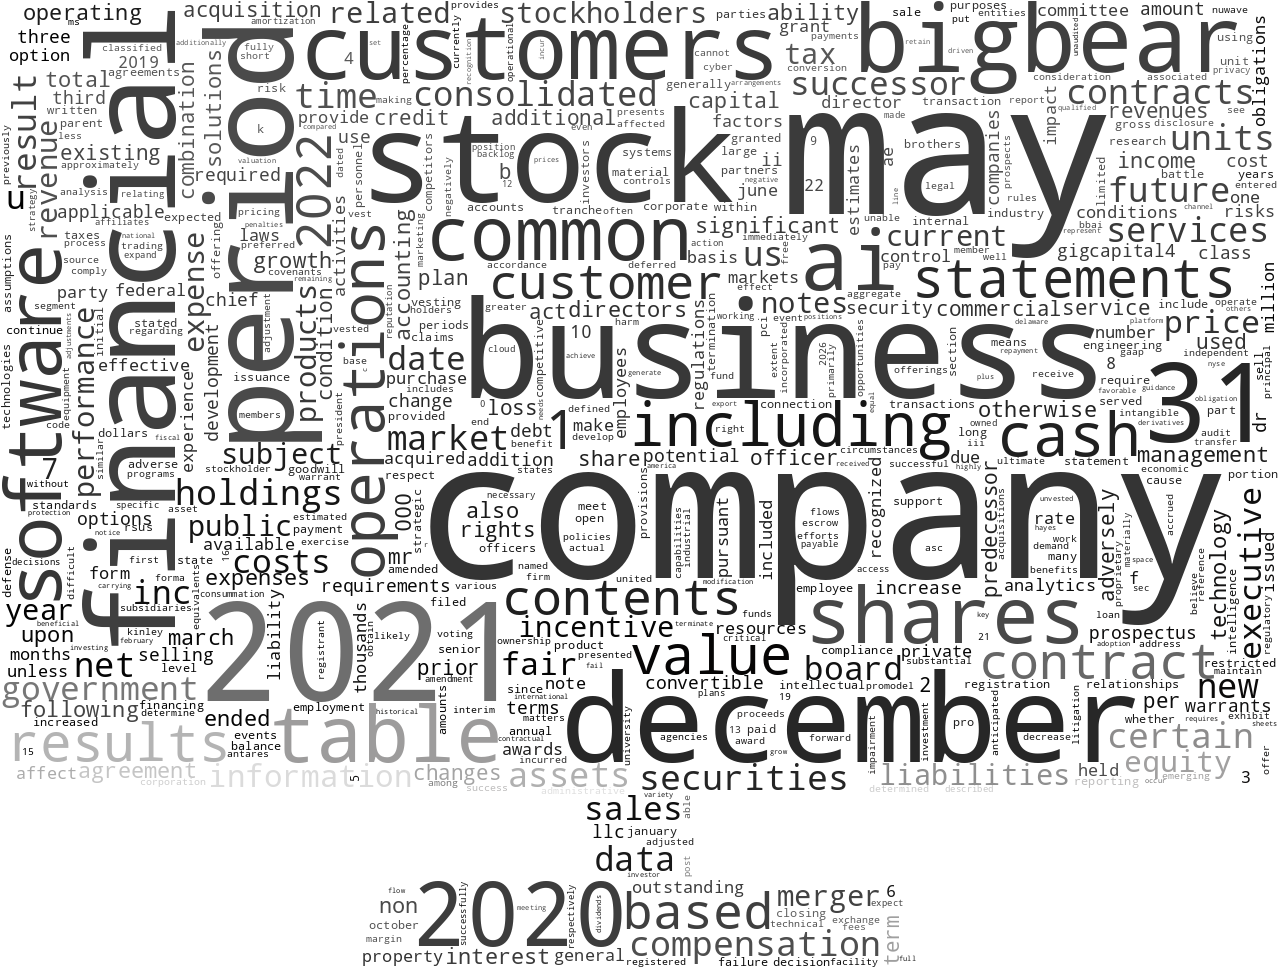 operating
ms
acquisition
related
stockholders
provides
parties
ability
sale
purposes
put
entities
committee
amount
nuwave
using
three
option
classified
2019
agreements
additionally
amortization
fully
short
customers
percentage
currently
operational
incur
recognition
set
4
cannot
cyber
grant
payments
tax
conversion
bigbear
retain
driven
unaudited
contracts
consideration
associated
unit
privacy
obligations
total
third
written
parent
less
approximately
financial
combination
solutions
risk
period
time
making
provide
k
compared
valuation
consolidated
credit
additional
generally
arrangements
presents
affected
capital
factors
successor
director
transaction
made
report
qualified
impact
revenues
gross
disclosure
see
research
units
previously
result
revenue
existing
analysis
relating
strategy
required
use
2022
dated
personnel
stock
competitors
negatively
position
backlog
12
even
prices
investors
b
systems
material
controls
granted
large
partners
negative
ii
june
may
9
22
ae
estimates
brothers
legal
companies
prospects
limited
income
battle
cost
years
entered
future
one
channel
u
applicable
affiliates
expected
taxes
process
national
trading
expand
source
comply
offering
pricing
penalties
laws
preferred
growth
covenants
remaining
activities
vest
marketing
accounts
tranche
often
corporate
within
common
significant
action
immediately
basis
accordance
deferred
us
free
unable
internal
industry
rules
current
control
member
well
conditions
bbai
risks
represent
services
gigcapital4
class
assumptions
software
party
federal
expense
chief
operations
accounting
plan
vesting
holders
periods
claims
customer
greater
act
directors
markets
effect
ai
pay
aggregate
notes
working
security
statements
commercial
service
include
operate
others
million
segment
continue
adjustments
initial
stated
regarding
effective
technologies
performance
development
adjustment
products
condition
vested
reputation
issuance
base
c
president
date
purchase
includes
change
provided
business
cloud
competitive
10
achieve
harm
incorporated
generate
employees
regulations
determination
pci
event
extent
positions
2026
primarily
opportunities
offerings
section
means
repayment
delaware
plus
receive
platform
number
engineering
gaap
8
price
used
independent
nyse
sell
principal
require
favorable
guidance
code
equipment
experience
members
dollars
fiscal
similar
0
needs
loss
end
defined
fund
export
connection
including
equal
transactions
owned
otherwise
served
obligation
intangible
derivatives
part
31
dr
7
adverse
programs
without
subject
stockholder
goodwill
warrant
market
acquired
respect
debt
benefit
addition
states
1
make
develop
share
right
america
potential
officer
received
circumstances
iii
successful
highly
long
due
cash
ultimate
statement
audit
transfer
management
economic
cause
portion
protection
standards
specific
asset
holdings
options
notice
rsus
public
estimated
payment
exercise
000
strategic
r
company
necessary
also
rights
officers
meet
open
policies
actual
provisions
capabilities
industrial
pursuant
included
flows
escrow
efforts
payable
recognized
support
asc
access
predecessor
acquisitions
unvested
rate
hayes
work
demand
many
benefits
analytics
adversely
materially
proprietary
accrued
space
f
sec
believe
reference
technology
intelligence
regulatory
executive
issued
defense
decisions
difficult
first
state
available
16
costs
mr
amended
form
carrying
forma
inc
subsidiaries
equivalents
expenses
consummation
requirements
various
named
firm
united
modification
employee
increase
loan
year
beneficial
upon
investing
kinley
february
march
2021
liability
registrant
thousands
obtain
likely
filed
voting
senior
prior
contents
incentive
ownership
product
terminate
funds
resources
critical
shares
key
21
adoption
prospectus
address
months
unless
net
selling
level
fair
presented
fail
value
compliance
board
private
substantial
contract
restricted
maintain
government
following
financing
determine
increased
ended
events
balance
antares
employment
historical
amendment
amounts
interim
international
since
note
terms
matters
annual
contractual
convertible
plans
intellectual
promodel
19
2
registration
relationships
new
per
warrants
whether
requires
exhibit
sheets
results
15
table
awards
incurred
december
university
agencies
proceeds
13
paid
award
grow
forward
impairment
investment
pro
anticipated
decrease
litigation
certain
affect
agreement
corporation
information
5
changes
among
success
assets
administrative
securities
liabilities
determined
described
held
reporting
occur
emerging
equity
3
offer
sales
variety
able
llc
january
adjusted
data
post
investor
flow
non
october
margin
2020
successfully
meeting
respectively
dividends
outstanding
based
merger
closing
technical
exchange
fees
6
expect
compensation
term
property
interest
general
registered
failure
decision
facility
full